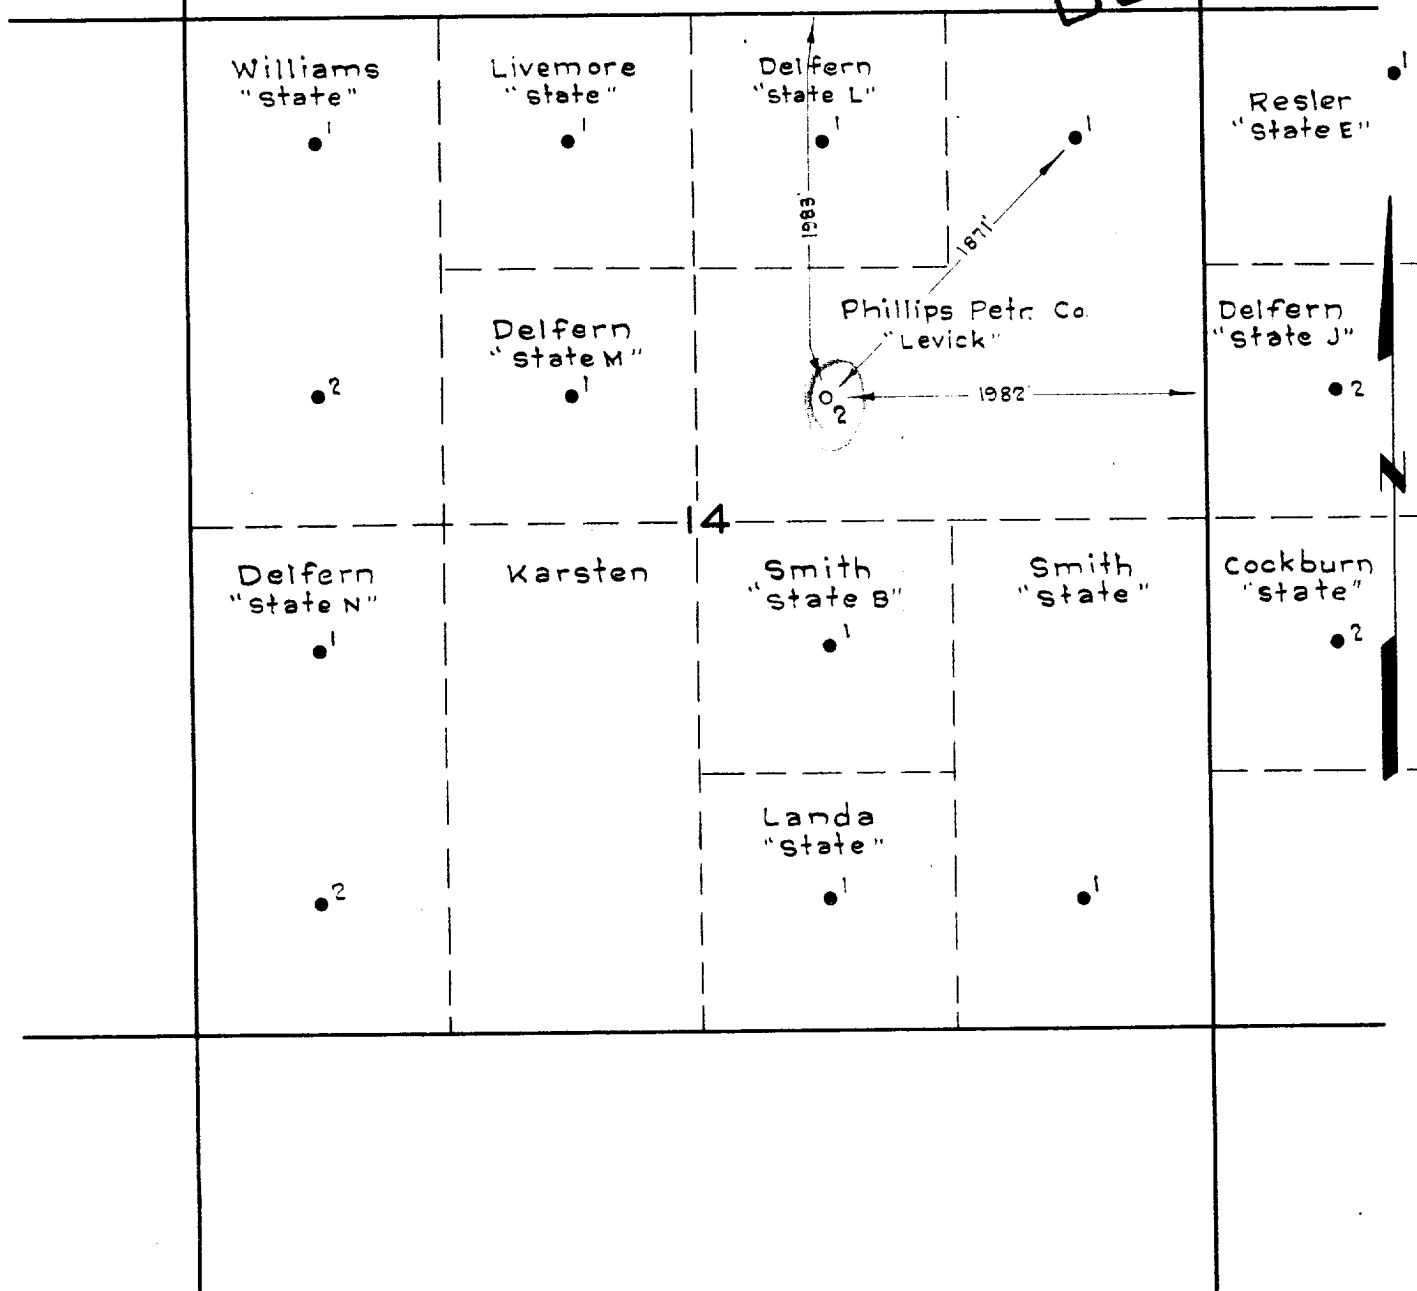 Williams
"State"
1
Livemore
"State"
1
Delfern
"State L"
1
1
1
Resler
"State E"
1983'
1871'
Phillips Petr. Co.
"Levick"
Delfern
"State M"
1
2
2
1982'
Delfern
"State J"
2
N
14
Delfern
"State N"
1
Karsten
Smith
"State B"
1
Smith
"State"
Cockburn
"State"
2
Landa
"State"
2
1
1